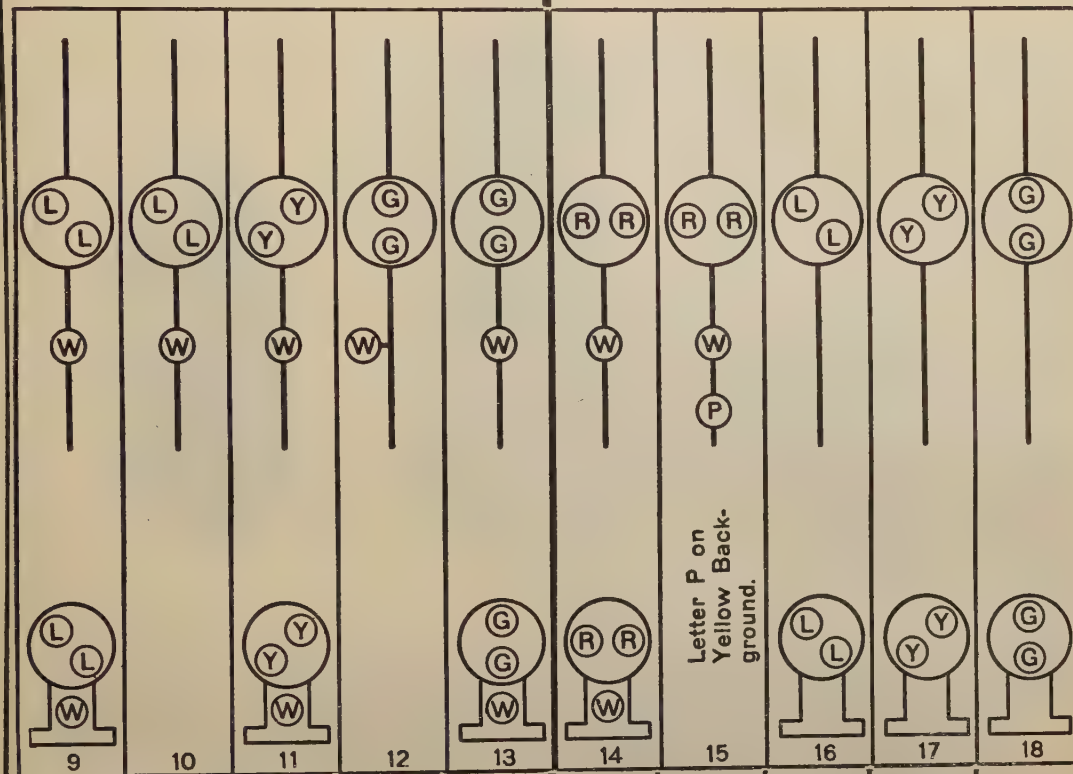 L L L L Y Y G G G G R R R R L L Y Y G G
W W W W W W W
P
Letter P on
Yellow Back-
ground.
L L Y Y G G R R L L Y Y G G
W W W W
9 10 11 12 13 14 15 16 17 18